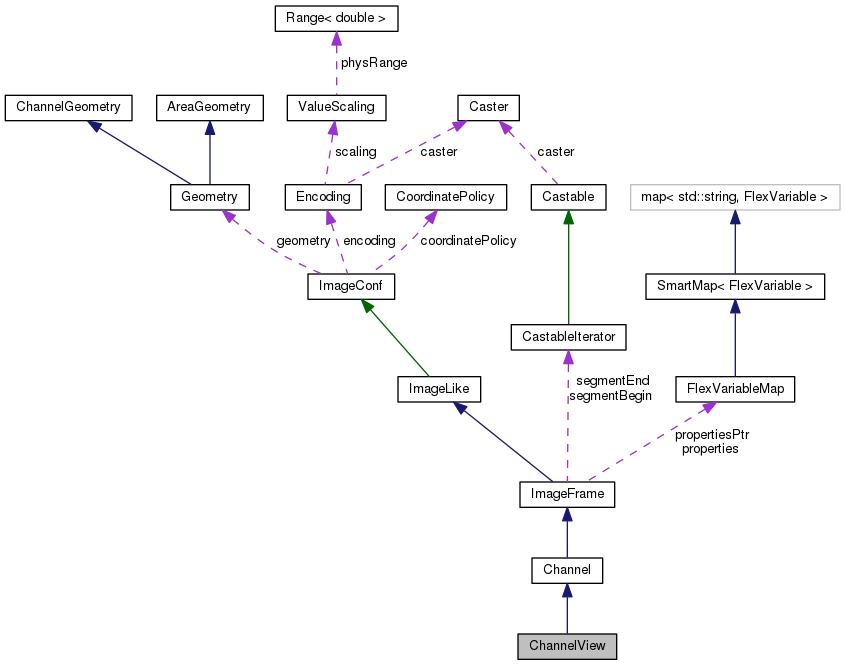 Range< double >
physRange
ChannelGeometry
AreaGeometry
ValueScaling
Caster
scaling
caster
caster
Geometry
Encoding
CoordinatePolicy
Castable
map< std::string, FlexVariable >
geometry
encoding
coordinatePolicy
ImageConf
SmartMap< FlexVariable >
CastableIterator
ImageLike
segmentEnd
segmentBegin
FlexVariableMap
propertiesPtr
properties
ImageFrame
Channel
ChannelView